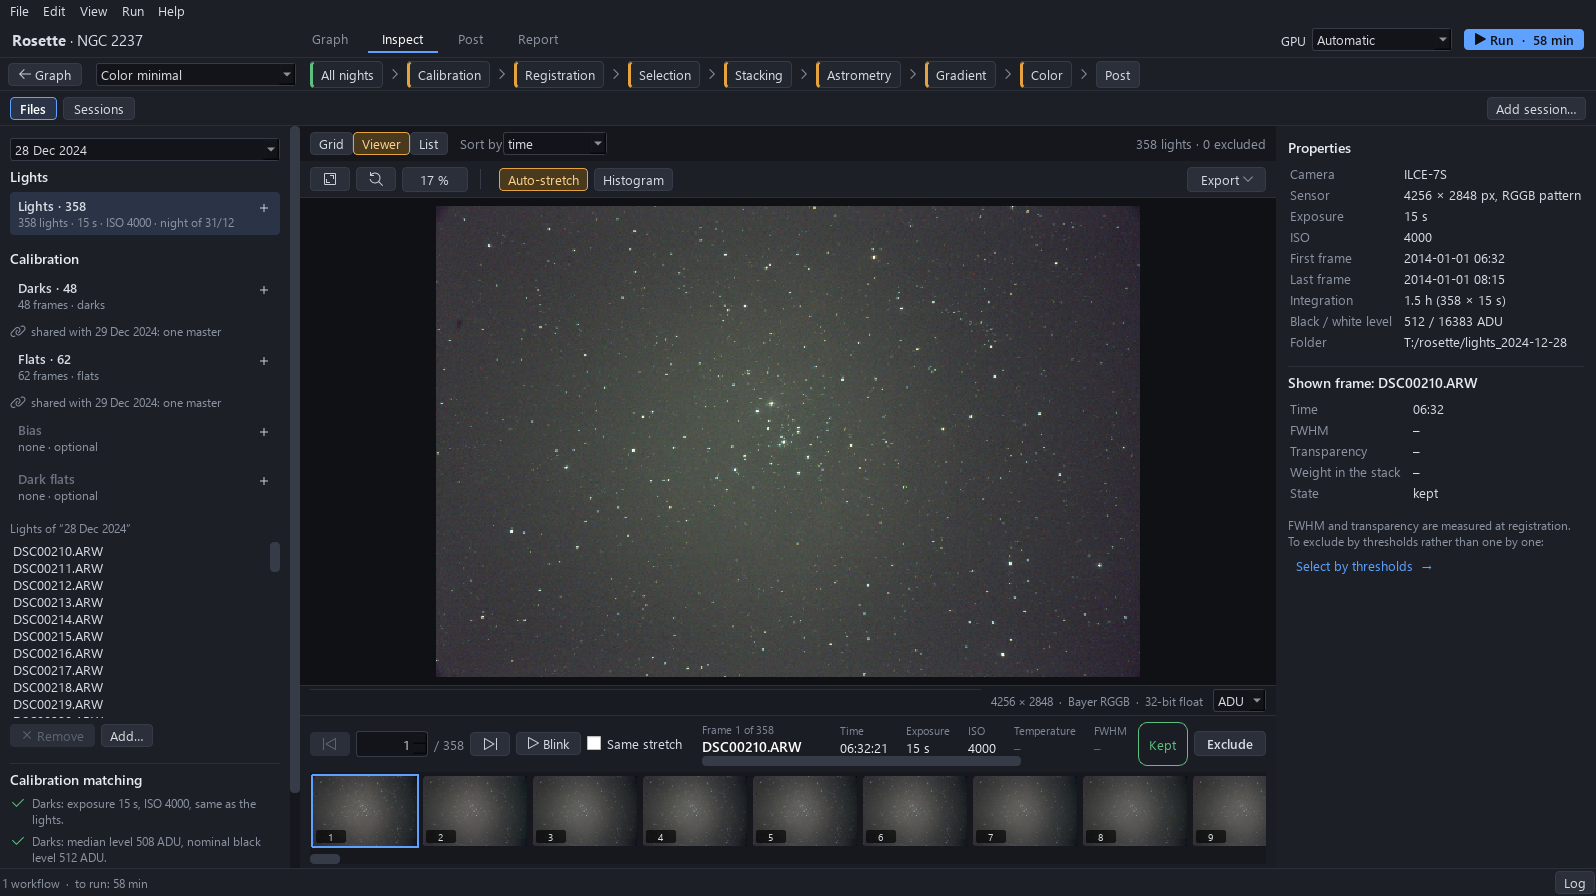 File Edit View Run Help
Rosette · NGC 2237
Graph Inspect Post Report
GPU Automatic
Run · 58 min
Graph
Color minimal
All nights Calibration Registration Selection Stacking Astrometry Gradient Color Post
Files Sessions
Add session...
28 Dec 2024
Lights
Lights · 358
358 lights · 15 s · ISO 4000 · night of 31/12
Calibration
Darks · 48
48 frames · darks
shared with 29 Dec 2024: one master
Flats · 62
62 frames · flats
shared with 29 Dec 2024: one master
Bias
none · optional
Dark flats
none · optional
Lights of "28 Dec 2024"
DSC00210.ARW
DSC00211.ARW
DSC00212.ARW
DSC00213.ARW
DSC00214.ARW
DSC00215.ARW
DSC00216.ARW
DSC00217.ARW
DSC00218.ARW
DSC00219.ARW
Remove Add...
Calibration matching
Darks: exposure 15 s, ISO 4000, same as the
lights.
Darks: median level 508 ADU, nominal black
level 512 ADU.
Grid Viewer List Sort by time
358 lights · 0 excluded
17 % Auto-stretch Histogram
Export
4256 × 2848 · Bayer RGGB · 32-bit float ADU
1 / 358
Blink Same stretch
Frame 1 of 358
DSC00210.ARW
Time
06:32:21
Exposure
15 s
ISO
4000
Temperature
–
FWHM
–
Kept Exclude
1 2 3 4 5 6 7 8 9
Properties
Camera ILCE-7S
Sensor 4256 × 2848 px, RGGB pattern
Exposure 15 s
ISO 4000
First frame 2014-01-01 06:32
Last frame 2014-01-01 08:15
Integration 1.5 h (358 × 15 s)
Black / white level 512 / 16383 ADU
Folder T:/rosette/lights_2024-12-28
Shown frame: DSC00210.ARW
Time 06:32
FWHM –
Transparency –
Weight in the stack –
State kept
FWHM and transparency are measured at registration.
To exclude by thresholds rather than one by one:
Select by thresholds →
1 workflow · to run: 58 min
Log